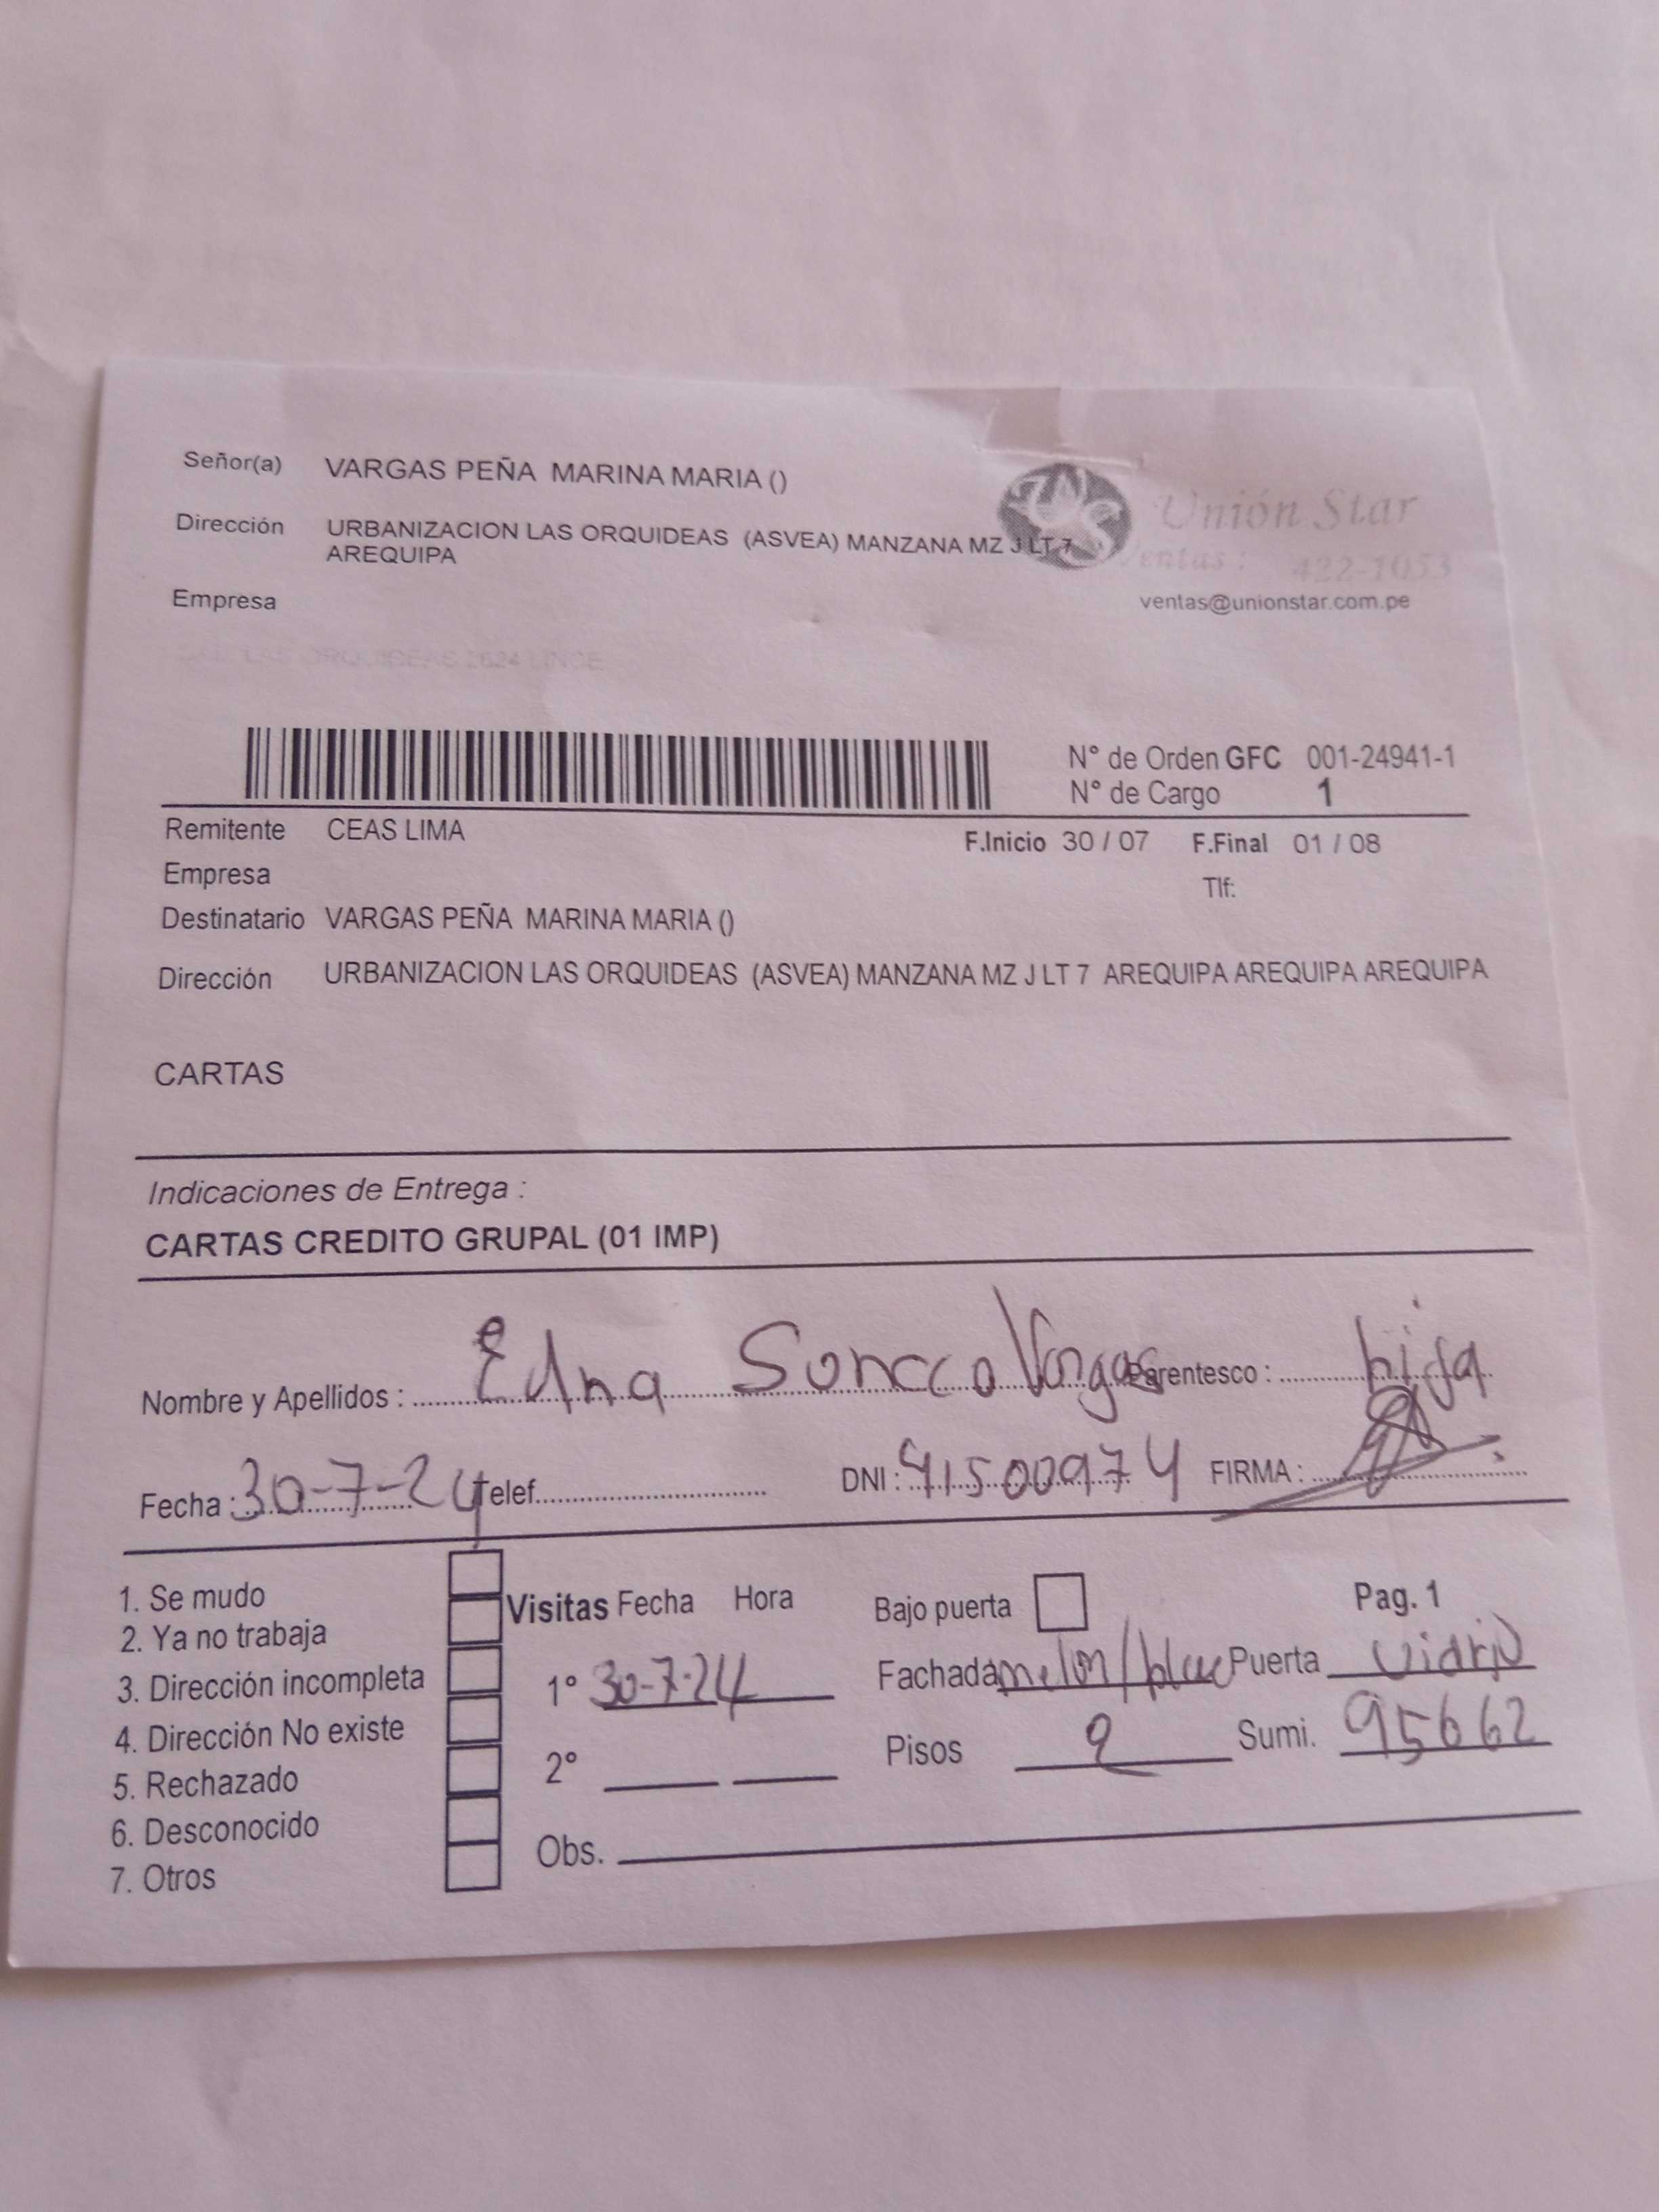 Señor(a) VARGAS PEÑA MARINA MARIA ()
Dirección URBANIZACION LAS ORQUIDEAS (ASVEA) MANZANA MZ J LT 7
AREQUIPA
Unión Star
Ventas : 422-1053
ventas@unionstar.com.pe
Empresa
LAS ORQUIDEAS 2624 LINCE
N° de Orden GFC 001-24941-1
N° de Cargo 1
Remitente CEAS LIMA
F.Inicio 30 / 07 F.Final 01 / 08
Empresa
Tlf:
Destinatario VARGAS PEÑA MARINA MARIA ()
Dirección URBANIZACION LAS ORQUIDEAS (ASVEA) MANZANA MZ J LT 7 AREQUIPA AREQUIPA AREQUIPA
CARTAS
Indicaciones de Entrega :
CARTAS CREDITO GRUPAL (01 IMP)
Nombre y Apellidos : Edna Soncco Vargas Parentesco : hija
Fecha : 30-7-24 Telef. DNI : 41500974 FIRMA :
1. Se mudo
2. Ya no trabaja
3. Dirección incompleta
4. Dirección No existe
5. Rechazado
6. Desconocido
7. Otros
Visitas Fecha Hora
1° 30-7-24
2°
Obs.
Bajo puerta
Pag. 1
Fachada melon/blac Puerta vidrio
Pisos 2 Sumi. 95662